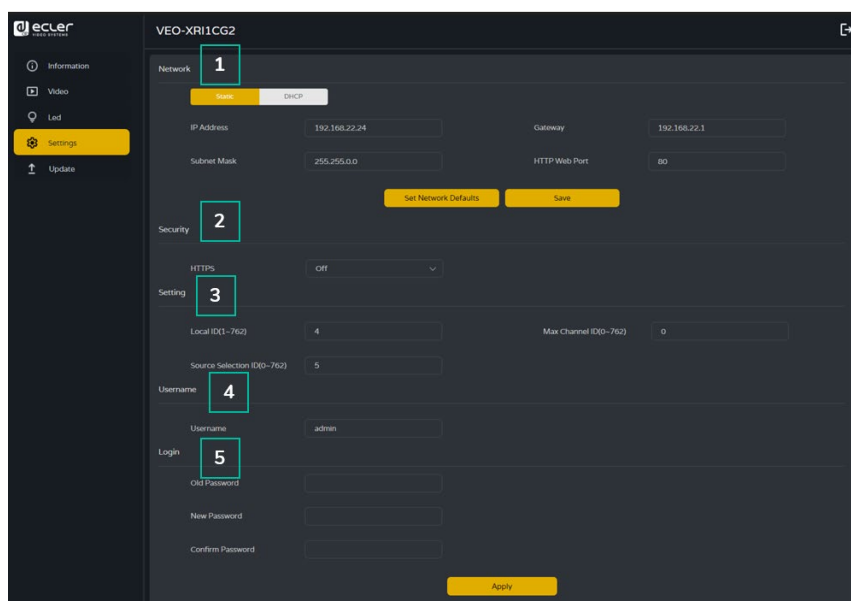 ecler
VIDEO SYSTEMS
VEO-XRI1CG2
Information
Video
Led
Settings
Update
Network
1
Static
DHCP
IP Address
192.168.22.24
Gateway
192.168.22.1
Subnet Mask
255.255.0.0
HTTP Web Port
80
Set Network Defaults
Save
Security
2
HTTPS
Off
Setting
3
Local ID(1~762)
4
Max Channel ID(0~762)
0
Source Selection ID(0~762)
5
Username
4
Username
admin
Login
5
Old Password
New Password
Confirm Password
Apply